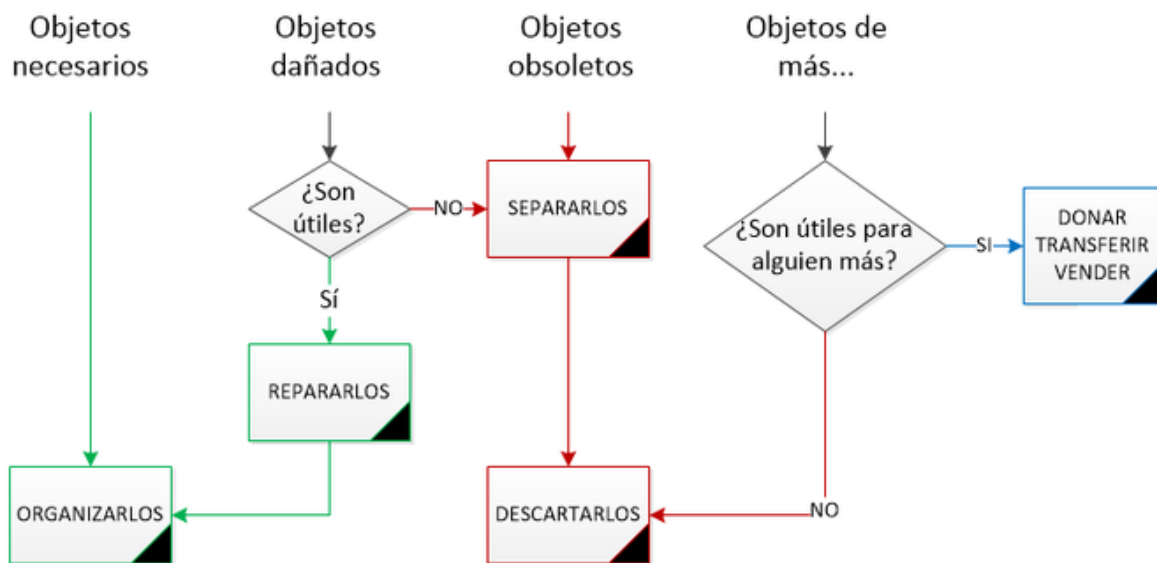 Objetos
necesarios
Objetos
dañados
Objetos
obsoletos
Objetos de
más...
¿Son
útiles?
NO
SEPARARLOS
¿Son útiles para
alguien más?
SI
DONAR
TRANSFERIR
VENDER
Sí
REPARARLOS
ORGANIZARLOS
DESCARTARLOS
NO